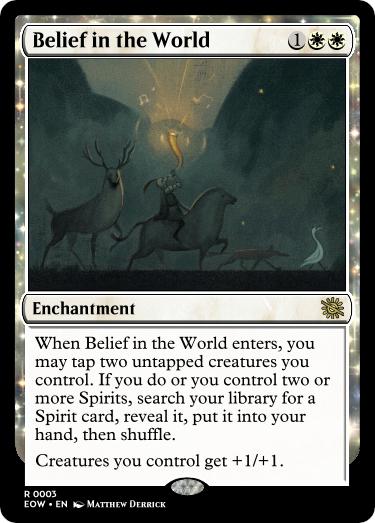 Belief in the World 1
Enchantment
When Belief in the World enters, you
may tap two untapped creatures you
control. If you do or you control two or
more Spirits, search your library for a
Spirit card, reveal it, put it into your
hand, then shuffle.
Creatures you control get +1/+1.
R 0003
EOW • EN Matthew Derrick